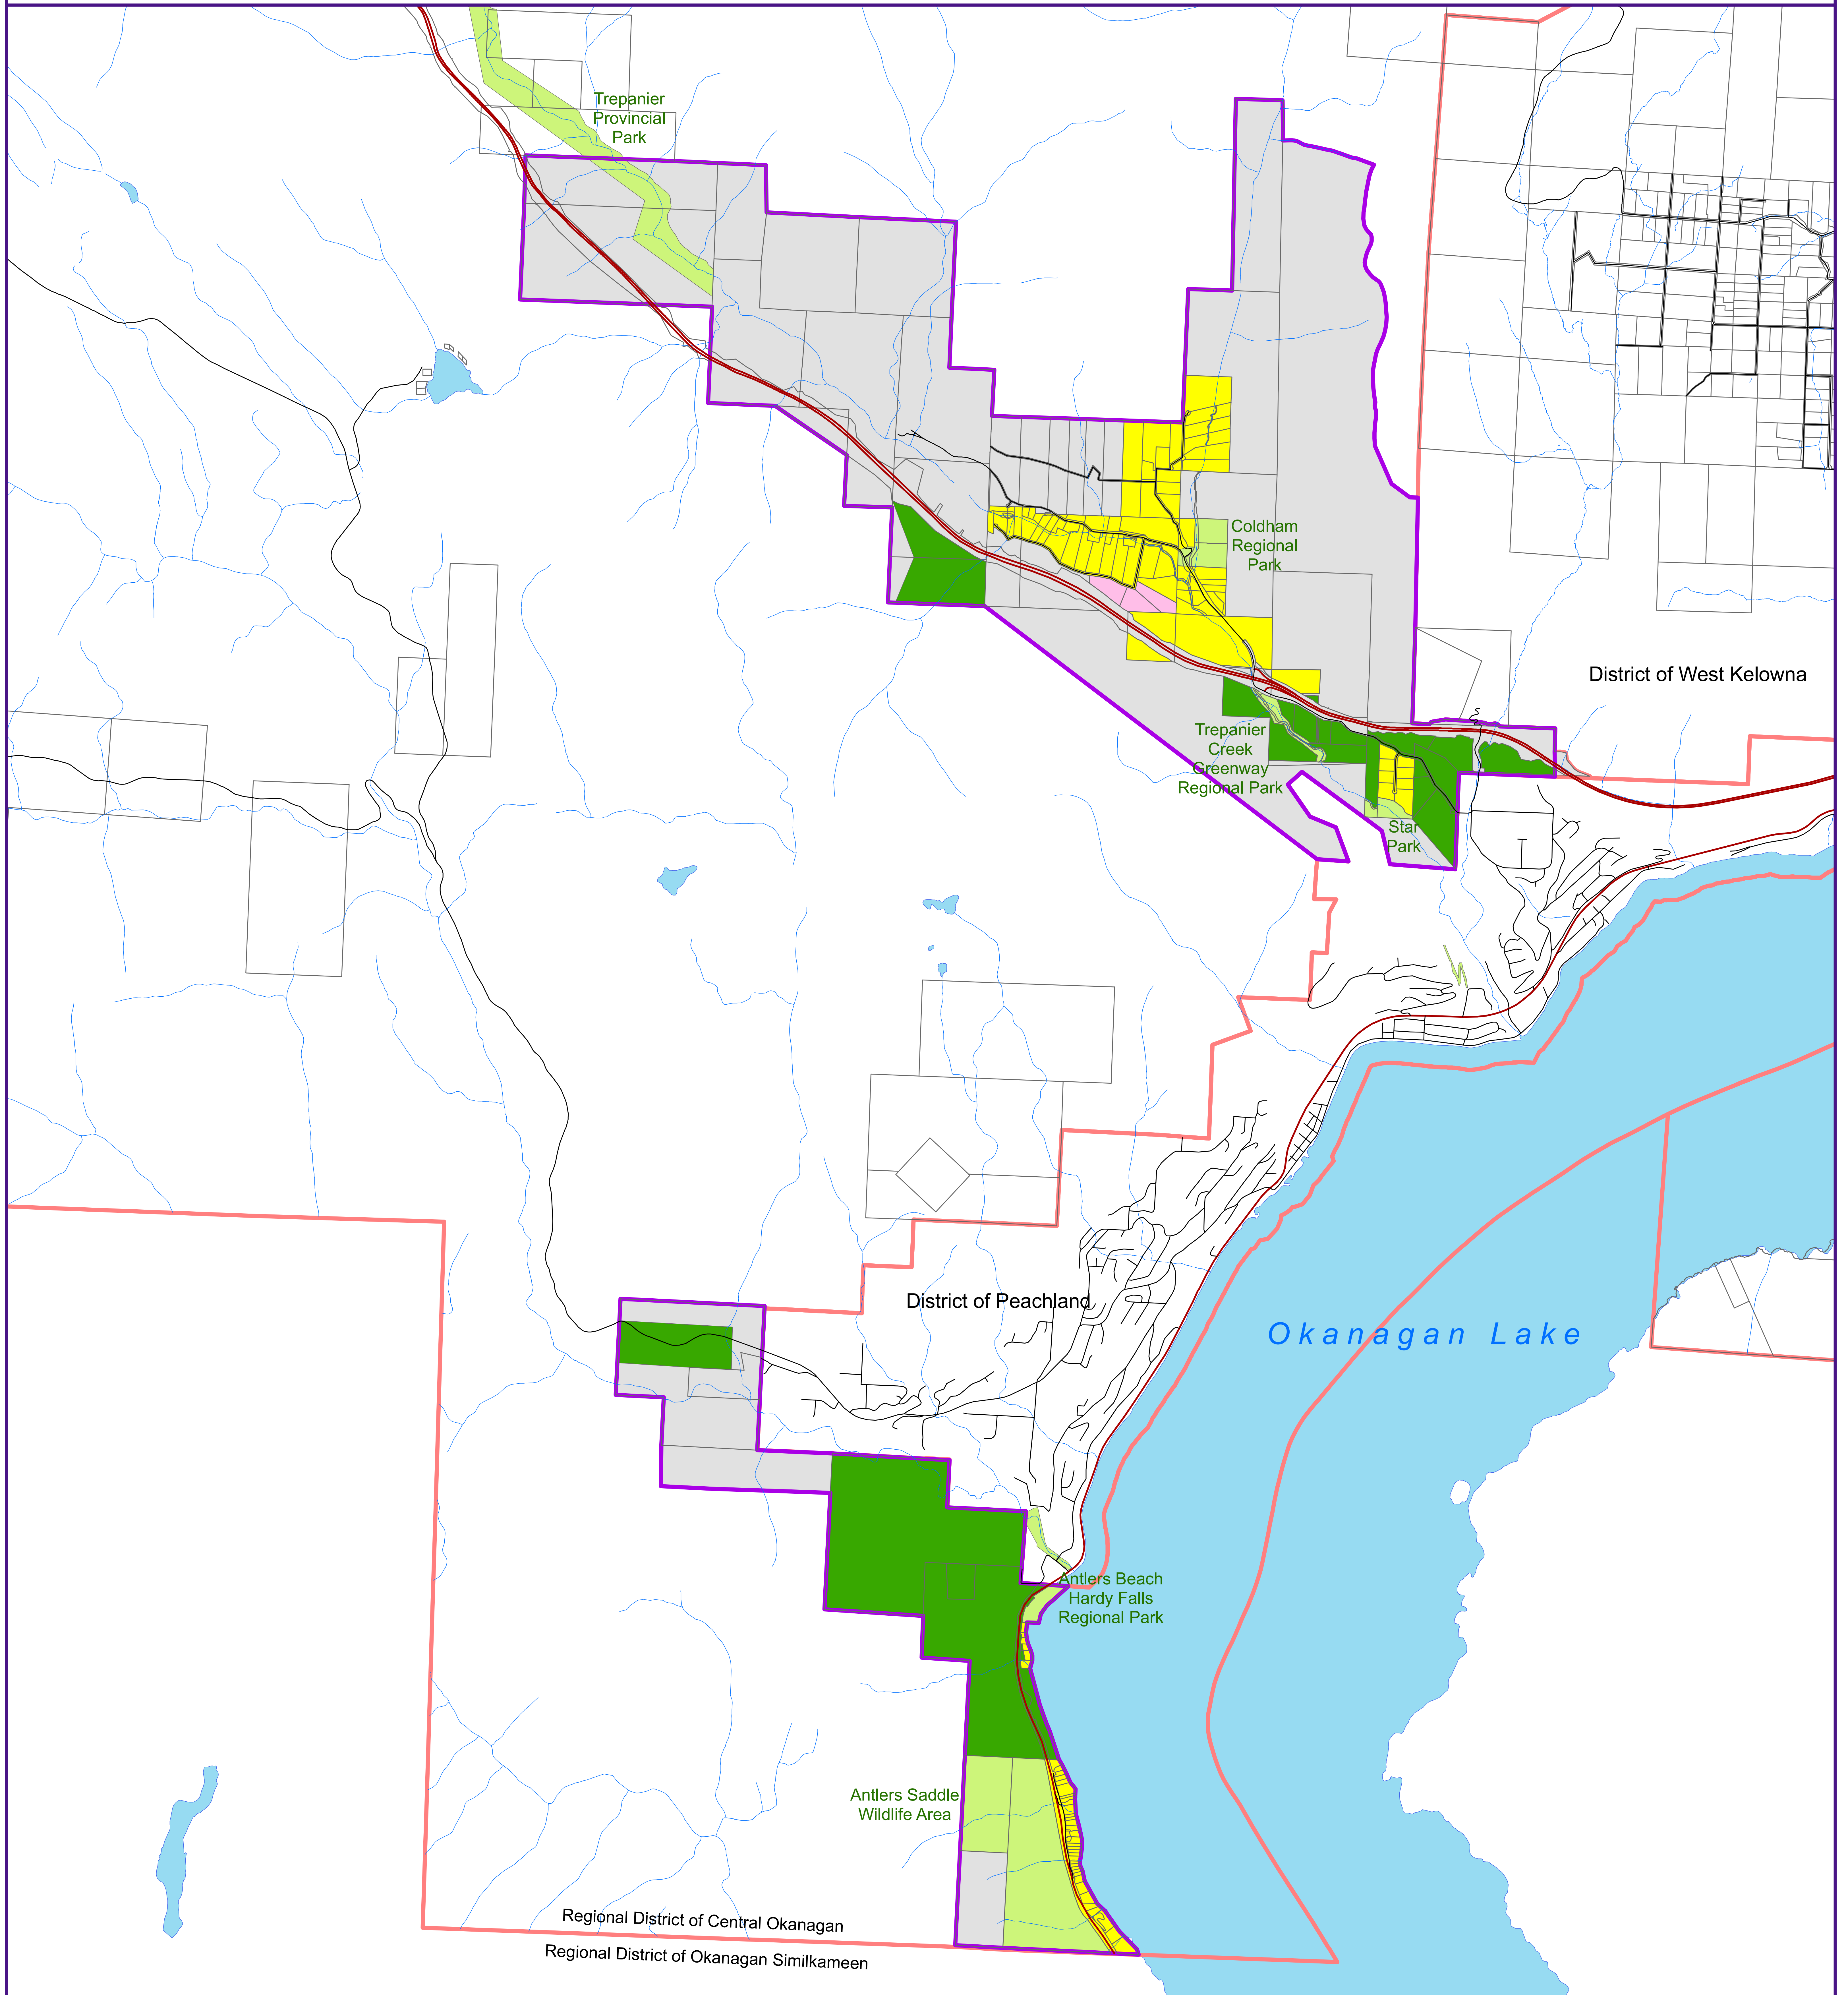 Trepanier
Provincial
Park
Coldham
Regional
Park
District of West Kelowna
Trepanier
Creek
Greenway
Regional Park
Star
Park
District of Peachland
Okanagan Lake
Antlers Beach
Hardy Falls
Regional Park
Antlers Saddle
Wildlife Area
Regional District of Central Okanagan
Regional District of Okanagan Similkameen